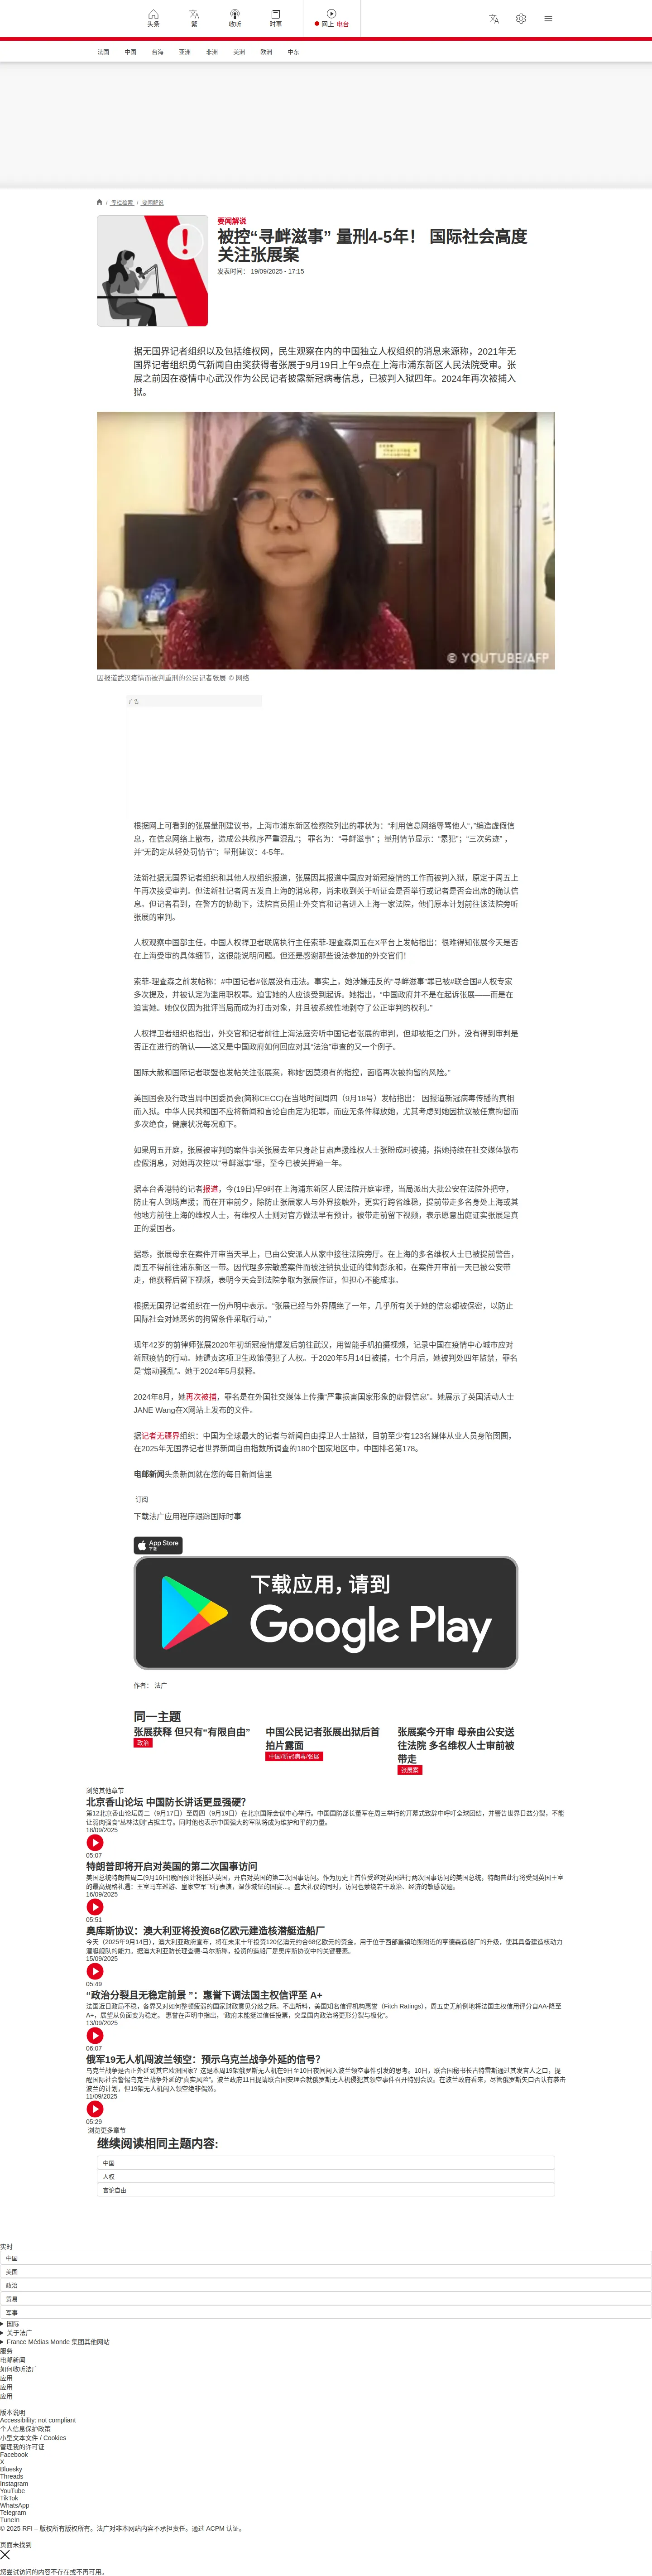 头条
繁
收听
时事
网上 电台
法国
中国
台海
亚洲
非洲
美洲
欧洲
中东
/ 专栏检索 / 要闻解说
要闻解说
被控“寻衅滋事” 量刑4-5年！ 国际社会高度
关注张展案
发表时间： 19/09/2025 - 17:15
据无国界记者组织以及包括维权网，民生观察在内的中国独立人权组织的消息来源称，2021年无
国界记者组织勇气新闻自由奖获得者张展于9月19日上午9点在上海市浦东新区人民法院受审。张
展之前因在疫情中心武汉作为公民记者披露新冠病毒信息，已被判入狱四年。2024年再次被捕入
狱。
© YOUTUBE/AFP
因报道武汉疫情而被判重刑的公民记者张展 © 网络
广告
根据网上可看到的张展量刑建议书，上海市浦东新区检察院列出的罪状为：“利用信息网络辱骂他人“，”编造虚假信
息，在信息网络上散布，造成公共秩序严重混乱“； 罪名为：“寻衅滋事” ；量刑情节显示：“累犯“；”三次劣迹” ，
并“无酌定从轻处罚情节“；量刑建议：4-5年。
法新社据无国界记者组织和其他人权组织报道，张展因其报道中国应对新冠疫情的工作而被判入狱，原定于周五上
午再次接受审判。但法新社记者周五发自上海的消息称，尚未收到关于听证会是否举行或记者是否会出席的确认信
息。但记者看到，在警方的协助下，法院官员阻止外交官和记者进入上海一家法院，他们原本计划前往该法院旁听
张展的审判。
人权观察中国部主任，中国人权捍卫者联席执行主任索菲-理查森周五在X平台上发帖指出：很难得知张展今天是否
在上海受审的具体细节，这很能说明问题。但还是感谢那些设法参加的外交官们！
索菲-理查森之前发帖称：#中国记者#张展没有违法。事实上，她涉嫌违反的“寻衅滋事”罪已被#联合国#人权专家
多次提及，并被认定为滥用职权罪。迫害她的人应该受到起诉。她指出，“中国政府并不是在起诉张展——而是在
迫害她。她仅仅因为批评当局而成为打击对象，并且被系统性地剥夺了公正审判的权利。”
人权捍卫者组织也指出，外交官和记者前往上海法庭旁听中国记者张展的审判，但却被拒之门外，没有得到审判是
否正在进行的确认——这又是中国政府如何回应对其“法治”审查的又一个例子。
国际大赦和国际记者联盟也发帖关注张展案，称她“因莫须有的指控，面临再次被拘留的风险。”
美国国会及行政当局中国委员会(简称CECC)在当地时间周四（9月18号）发帖指出： 因报道新冠病毒传播的真相
而入狱。中华人民共和国不应将新闻和言论自由定为犯罪，而应无条件释放她，尤其考虑到她因抗议被任意拘留而
多次绝食，健康状况每况愈下。
如果周五开庭，张展被审判的案件事关张展去年只身赴甘肃声援维权人士张盼成时被捕，指她持续在社交媒体散布
虚假消息，对她再次控以“寻衅滋事”罪，至今已被关押逾一年。
据本台香港特约记者报道，今(19日)早9时在上海浦东新区人民法院开庭审理，当局派出大批公安在法院外把守，
防止有人到场声援；而在开审前夕，除防止张展家人与外界接触外，更实行跨省维稳，提前带走多名身处上海或其
他地方前往上海的维权人士，有维权人士则对官方做法早有预计，被带走前留下视频，表示愿意出庭证实张展是真
正的爱国者。
据悉，张展母亲在案件开审当天早上，已由公安派人从家中接往法院旁厅。在上海的多名维权人士已被提前警告，
周五不得前往浦东新区一带。因代理多宗敏感案件而被注销执业证的律师彭永和，在案件开审前一天已被公安带
走，他获释后留下视频，表明今天会到法院争取为张展作证，但担心不能成事。
根据无国界记者组织在一份声明中表示。“张展已经与外界隔绝了一年，几乎所有关于她的信息都被保密，以防止
国际社会对她恶劣的拘留条件采取行动，”
现年42岁的前律师张展2020年初新冠疫情爆发后前往武汉，用智能手机拍摄视频，记录中国在疫情中心城市应对
新冠疫情的行动。她谴责这项卫生政策侵犯了人权。于2020年5月14日被捕，七个月后，她被判处四年监禁，罪名
是“煽动骚乱”。她于2024年5月获释。
2024年8月，她再次被捕，罪名是在外国社交媒体上传播“严重损害国家形象的虚假信息”。她展示了英国活动人士
JANE Wang在X网站上发布的文件。
据记者无疆界组织：中国为全球最大的记者与新闻自由捍卫人士监狱，目前至少有123名媒体从业人员身陷囹圄，
在2025年无国界记者世界新闻自由指数所调查的180个国家地区中，中国排名第178。
电邮新闻头条新闻就在您的每日新闻信里
订阅
下载法广应用程序跟踪国际时事
App Store
下载
下载应用，请到
Google Play
作者： 法广
同一主题
张展获释 但只有“有限自由”
政治
中国公民记者张展出狱后首
拍片露面
中国/新冠病毒/张展
张展案今开审 母亲由公安送
往法院 多名维权人士审前被
带走
张展案
浏览其他章节
北京香山论坛 中国防长讲话更显强硬？
第12北京香山论坛周二（9月17日）至周四（9月19日）在北京国际会议中心举行。中国国防部长董军在周三举行的开幕式致辞中呼吁全球团结，并警告世界日益分裂，不能
让弱肉强食“丛林法则”占据主导。同时他也表示中国强大的军队将成为维护和平的力量。
18/09/2025
05:07
特朗普即将开启对英国的第二次国事访问
美国总统特朗普周二(9月16日)晚间预计将抵达英国，开启对英国的第二次国事访问。作为历史上首位受邀对英国进行两次国事访问的美国总统，特朗普此行将受到英国王室
的最高规格礼遇：王室马车巡游、皇家空军飞行表演，温莎城堡的国宴...。盛大礼仪的同时，访问也紫绕着干政治、经济的敏感议题。
16/09/2025
05:51
奥库斯协议：澳大利亚将投资68亿欧元建造核潜艇造船厂
今天（2025年9月14日），澳大利亚政府宣布，将在未来十年投资120亿澳元约合68亿欧元的资金，用于位于西部重镇珀斯附近的亨德森造船厂的升级，使其具备建造核动力
潜艇舰队的能力。据澳大利亚防长理查德·马尔斯称，投资的造船厂是奥库斯协议中的关键要素。
15/09/2025
05:49
“政治分裂且无稳定前景 ”：惠誉下调法国主权信评至 A+
法国近日政局不稳，各界又对如何整顿疲弱的国家财政意见分歧之际。不出所料，美国知名信评机构惠誉（Fitch Ratings），周五史无前例地将法国主权信用评分自AA-降至
A+，展望从负面变为稳定。 惠誉在声明中指出，“政府未能挺过信任投票，突显国内政治将更形分裂与极化”。
13/09/2025
06:07
俄军19无人机闯波兰领空：预示乌克兰战争外延的信号？
乌克兰战争是否正外延到其它欧洲国家？这是本周19架俄罗斯无人机在9日至10日夜间闯入波兰领空事件引发的思考。10日，联合国秘书长古特雷斯通过其发言人之口，提
醒国际社会警惕乌克兰战争外延的“真实风险”。波兰政府11日提请联合国安理会就俄罗斯无人机侵犯其领空事件召开特别会议。在波兰政府看来，尽管俄罗斯矢口否认有袭击
波兰的计划，但19架无人机闯入领空绝非偶然。
11/09/2025
05:29
浏览更多章节
继续阅读相同主题内容:
中国
人权
言论自由
实时
中国
美国
政治
贸易
军事
国际
关于法广
France Médias Monde 集团其他网站
服务
电邮新闻
如何收听法广
应用
应用
应用
版本说明
Accessibility: not compliant
个人信息保护政策
小型文本文件 / Cookies
管理我的许可证
Facebook
X
Bluesky
Threads
Instagram
YouTube
TikTok
WhatsApp
Telegram
TuneIn
© 2025 RFI – 版权所有版权所有。法广对非本网站内容不承担责任。通过 ACPM 认证。
页面未找到
您尝试访问的内容不存在或不再可用。